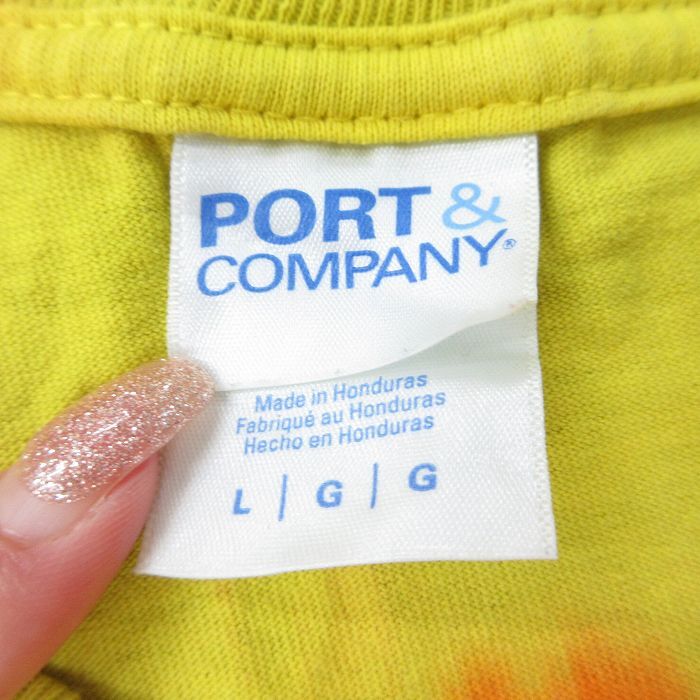 PORT &
COMPANY®
Made in Honduras
Fabriqué au Honduras
Hecho en Honduras
L | G | G